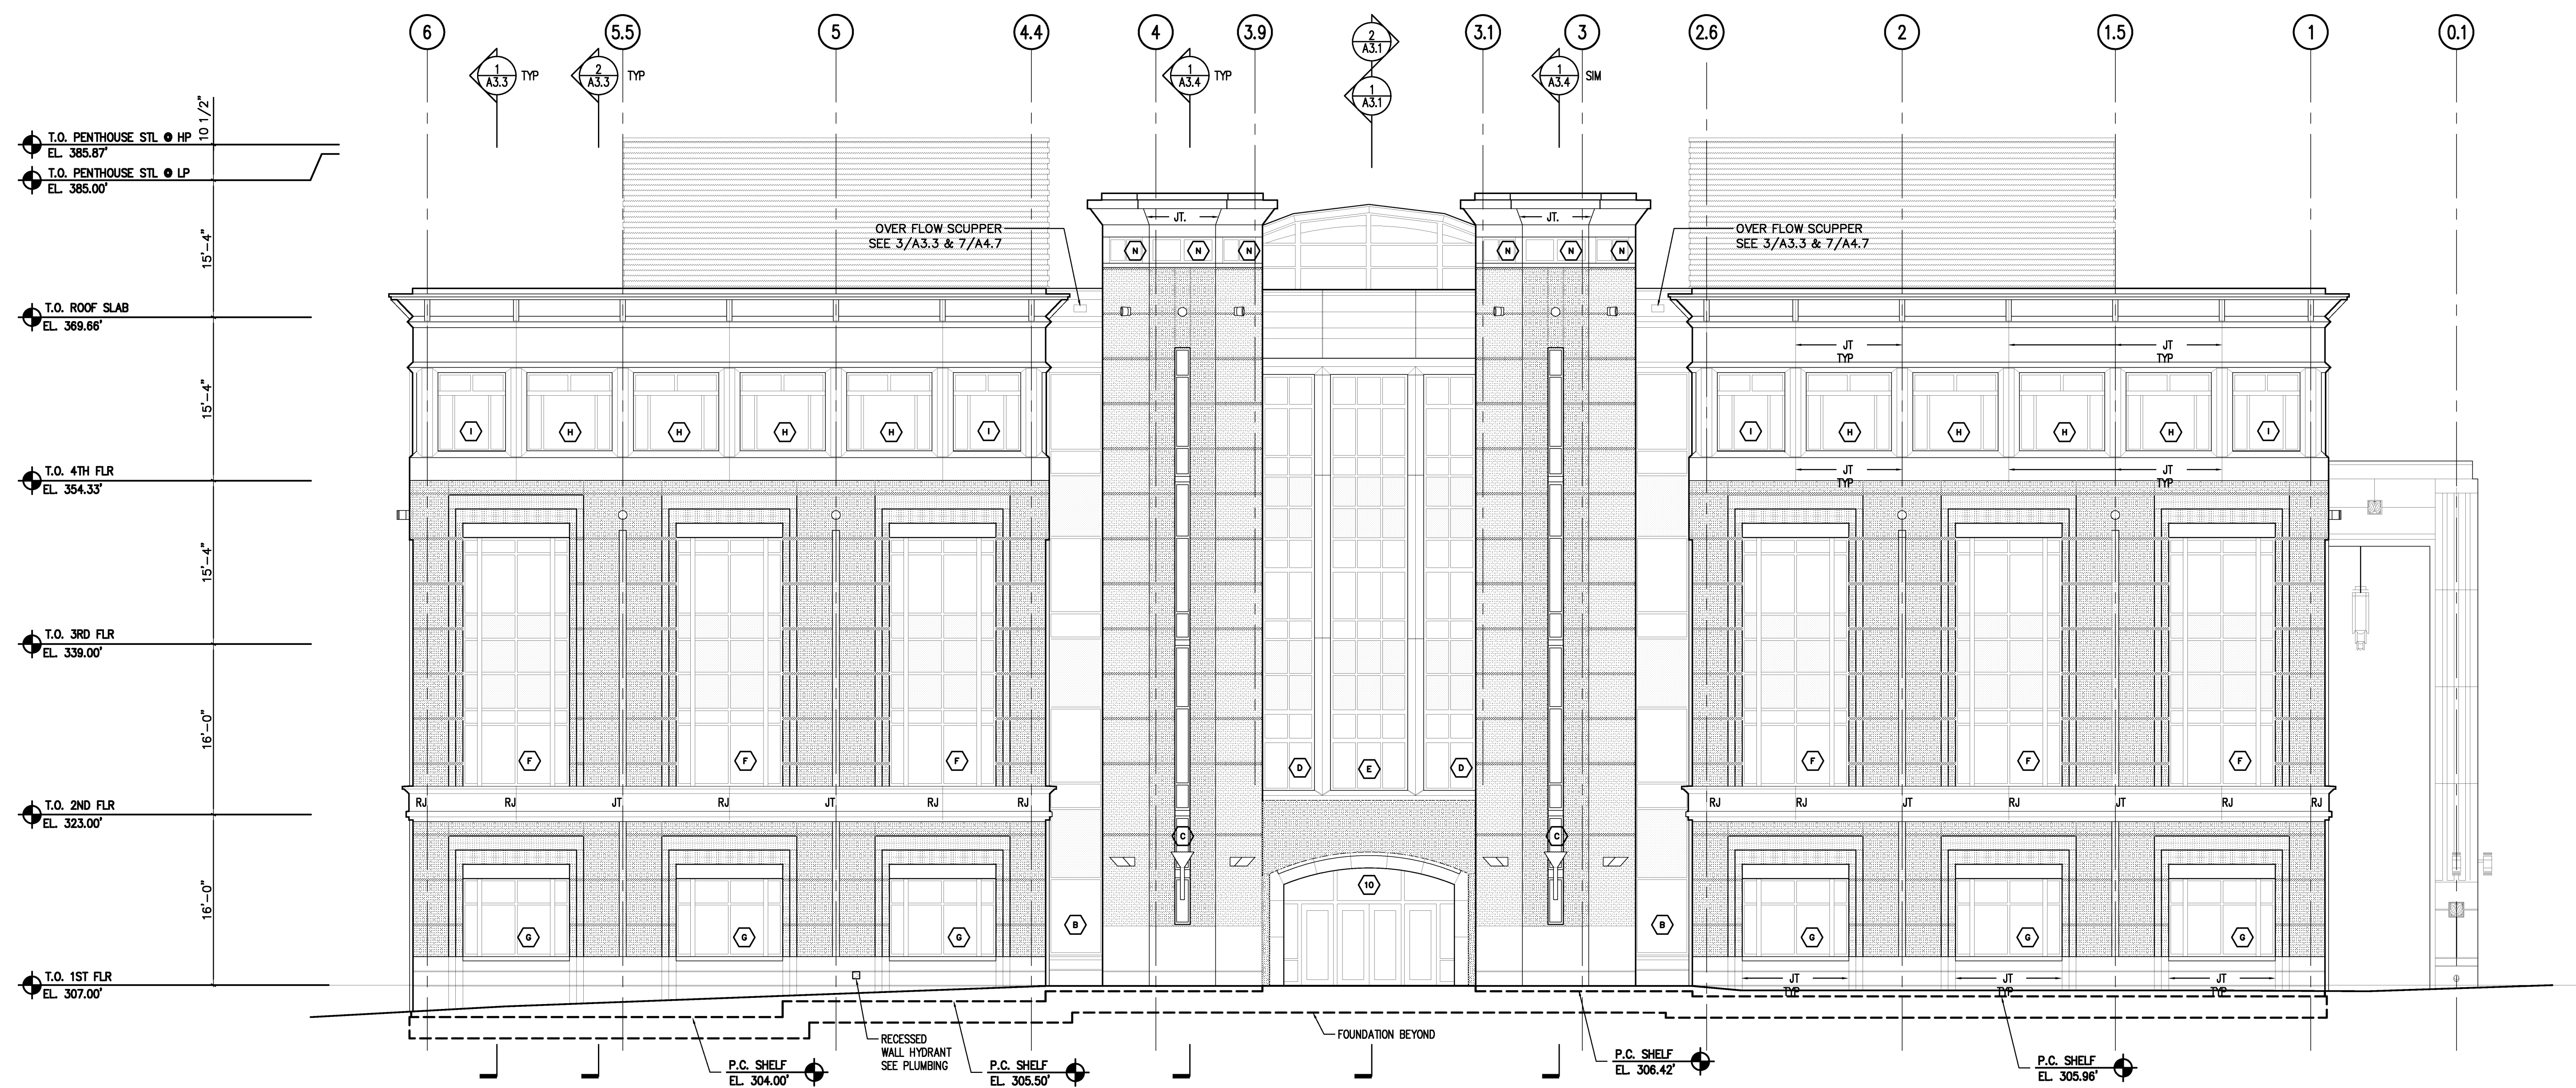 6 5.5 5 4.4 4 3.9 3.1 3 2.6 2 1.5 1 0.1
2
A3.1
1
A3.3
TYP
2
A3.3
TYP
1
A3.4
TYP
1
A3.1
1
A3.4
SIM
10 1/2"
T.O. PENTHOUSE STL @ HP
EL. 385.87'
T.O. PENTHOUSE STL @ LP
EL. 385.00'
15'-4"
OVER FLOW SCUPPER
SEE 3/A3.3 & 7/A4.7
JT. JT.
OVER FLOW SCUPPER
SEE 3/A3.3 & 7/A4.7
N N N N N N
T.O. ROOF SLAB
EL. 369.66'
JT JT
TYP TYP
15'-4"
I H H H H I I H H H H I
T.O. 4TH FLR
EL. 354.33'
JT JT
TYP TYP
15'-4"
T.O. 3RD FLR
EL. 339.00'
16'-0"
F F F D E D F F F
T.O. 2ND FLR
EL. 323.00'
RJ RJ JT RJ JT RJ RJ RJ RJ JT RJ JT RJ RJ
C C
16'-0"
10
B B
G G G G G G
T.O. 1ST FLR
EL. 307.00'
JT JT JT
TYP TYP TYP
RECESSED
WALL HYDRANT
SEE PLUMBING
FOUNDATION BEYOND
P.C. SHELF
EL. 304.00'
P.C. SHELF
EL. 305.50'
P.C. SHELF
EL. 306.42'
P.C. SHELF
EL. 305.96'